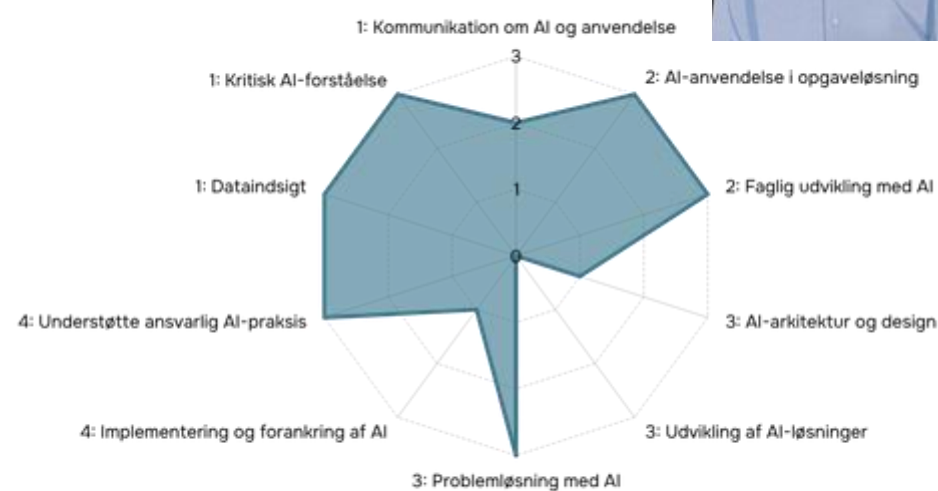 1: Kommunikation om AI og anvendelse
3
1: Kritisk AI-forståelse
2: AI-anvendelse i opgaveløsning
2
1: Dataindsigt
1
2: Faglig udvikling med AI
0
4: Understøtte ansvarlig AI-praksis
3: AI-arkitektur og design
4: Implementering og forankring af AI
3: Udvikling af AI-løsninger
3: Problemløsning med AI